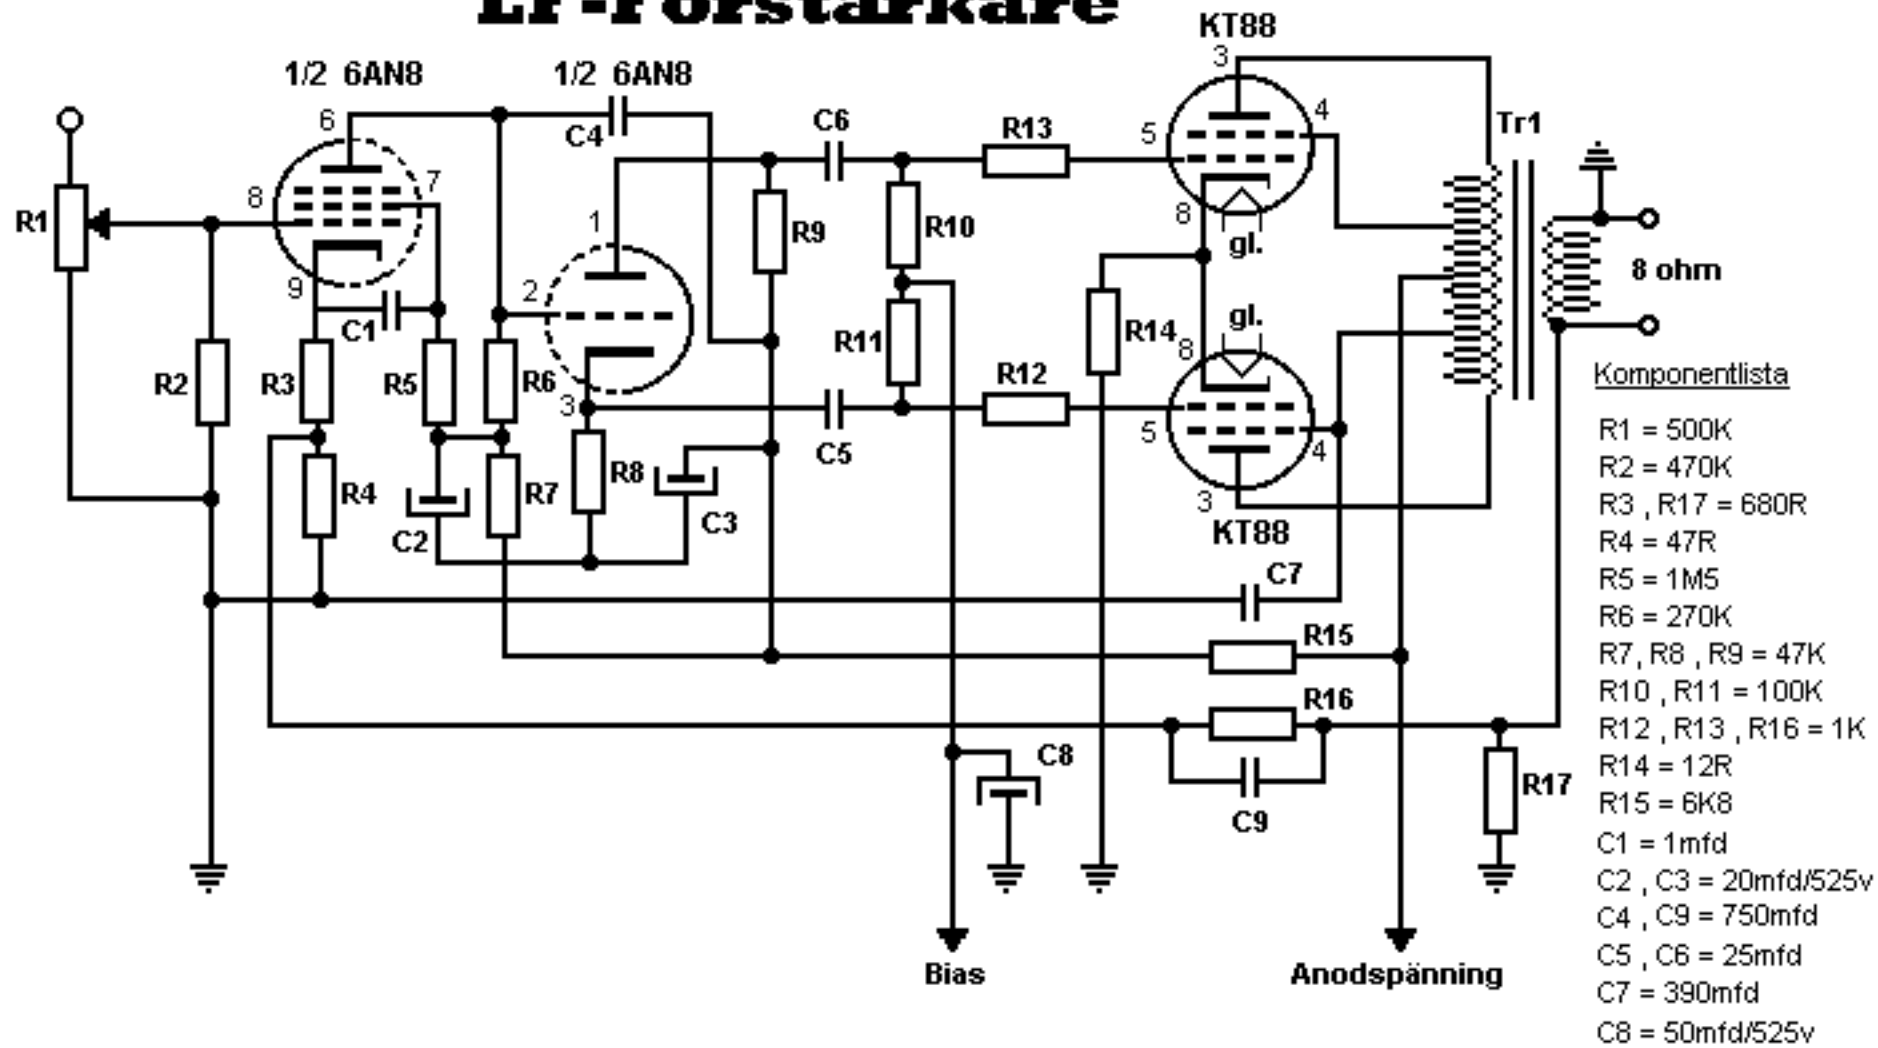 LF-Förstärkare
KT88
1/2 6AN8
1/2 6AN8
3
6
C4
C6
R13
4
Tr1
5
7
8
R1
1
R9
R10
8
gl.
8 ohm
9
2
C1
gl.
R11
R14
8
R2
R3
R5
R6
R12
Komponentlista
3
5
4
C5
R1 = 500K
R2 = 470K
R3 , R17 = 680R
R4 = 47R
R5 = 1M5
R6 = 270K
R7, R8 , R9 = 47K
R10 , R11 = 100K
R12 , R13 , R16 = 1K
R14 = 12R
R15 = 6K8
C1 = 1mfd
C2 , C3 = 20mfd/525v
C4 , C9 = 750mfd
C5 , C6 = 25mfd
C7 = 390mfd
C8 = 50mfd/525v
R4
R7
R8
C2
C3
3
KT88
C7
R15
R16
C8
C9
R17
Bias
Anodspänning